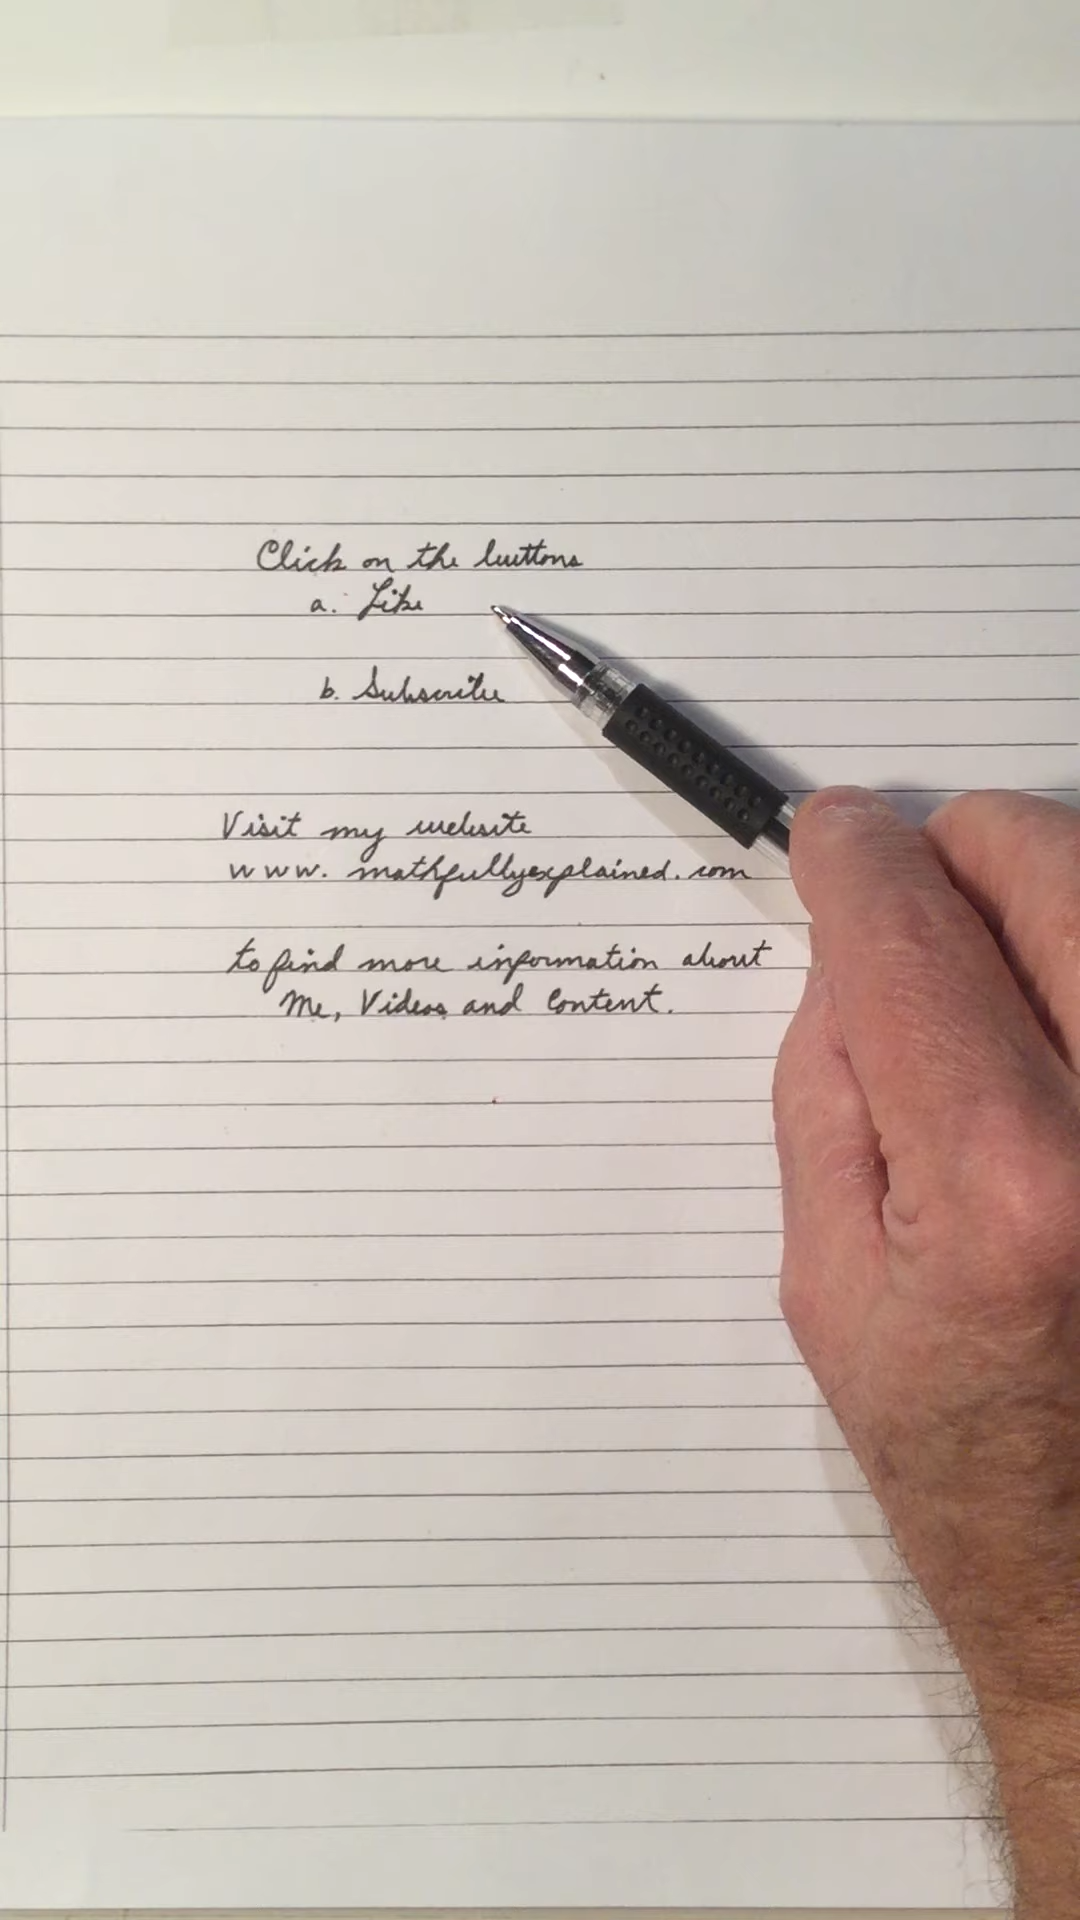 Click on the buttons
a. Like
b. Subscribe
Visit my website
www.mathfullyexplained.com
to find more information about
Me, Videos and Content.